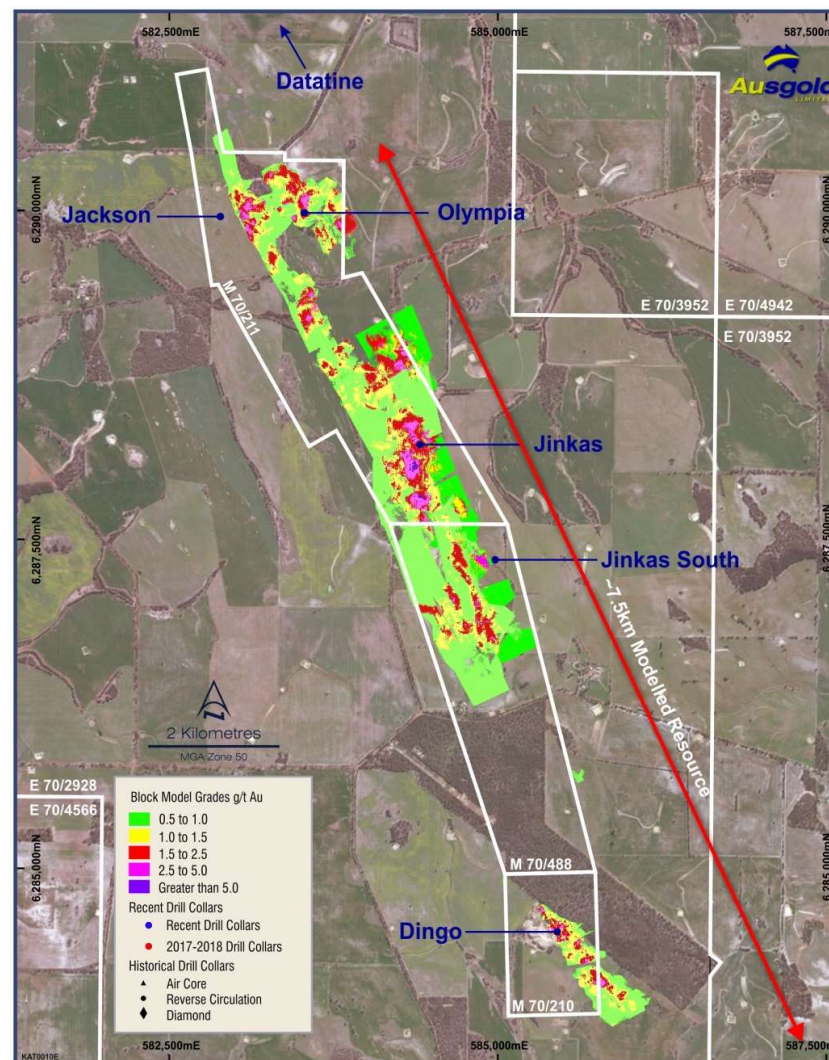 582,500mE
585,000mE
587,500m
Datatine
Ausgold
LIMITED
6,290,000mN
6,290,000mN
Jackson
Olympia
M 70/211
E 70/3952
E 70/4942
E 70/3952
Jinkas
6,287,500mN
6,287,500mN
Jinkas South
~7.5km Modelled Resource
2 Kilometres
MGA Zone 50
E 70/2928
E 70/4566
Block Model Grades g/t Au
0.5 to 1.0
1.0 to 1.5
1.5 to 2.5
2.5 to 5.0
Greater than 5.0
Recent Drill Collars
Recent Drill Collars
2017-2018 Drill Collars
Historical Drill Collars
Air Core
Reverse Circulation
Diamond
M 70/488
6,285,000mN
6,285,000mN
Dingo
M 70/210
KAT0010E
582,500mE
585,000mE
587,500m